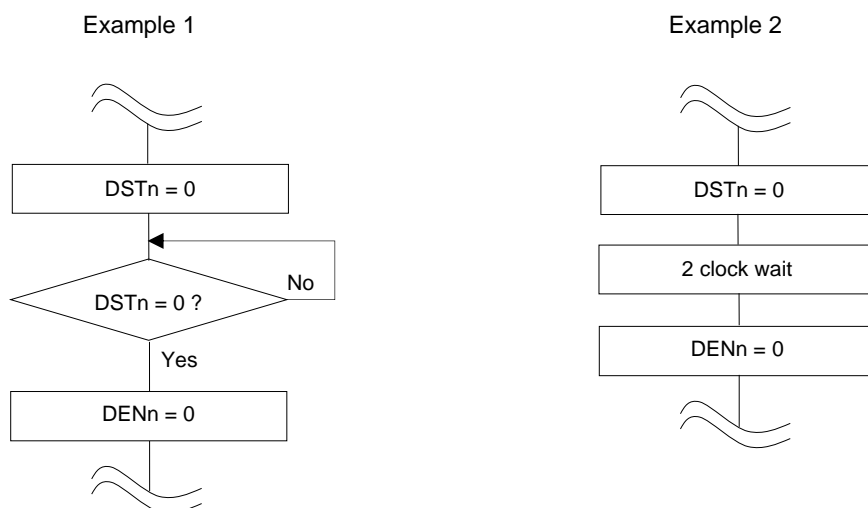 Example 1
DSTn = 0
DSTn = 0 ?
No
Yes
DENn = 0
Example 2
DSTn = 0
2 clock wait
DENn = 0